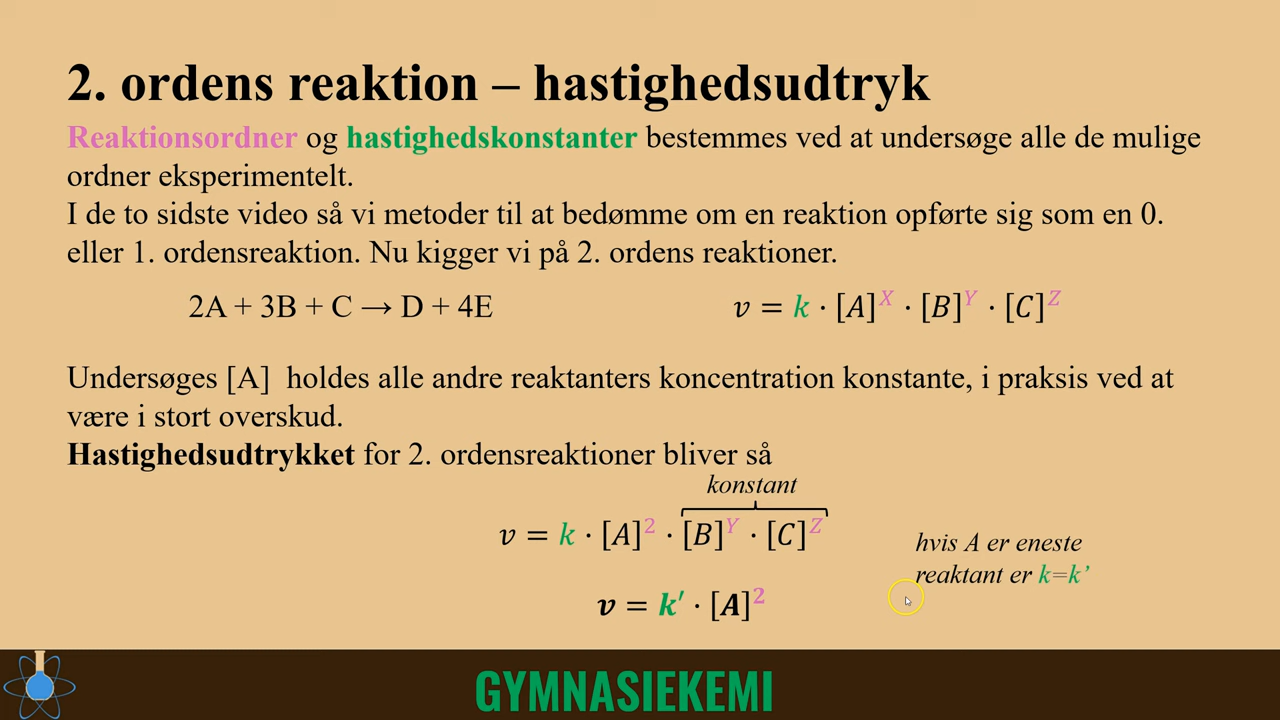 2. ordens reaktion – hastighedsudtryk
Reaktionsordner og hastighedskonstanter bestemmes ved at undersøge alle de mulige
ordner eksperimentelt.
I de to sidste video så vi metoder til at bedømme om en reaktion opførte sig som en 0.
eller 1. ordensreaktion. Nu kigger vi på 2. ordens reaktioner.
2A + 3B + C → D + 4E
v = k · [A]^X · [B]^Y · [C]^Z
Undersøges [A] holdes alle andre reaktanters koncentration konstante, i praksis ved at
være i stort overskud.
Hastighedsudtrykket for 2. ordensreaktioner bliver så
konstant
v = k · [A]² · [B]^Y · [C]^Z
hvis A er eneste
reaktant er k=k’
v = k′ · [A]²
GYMNASIEKEMI